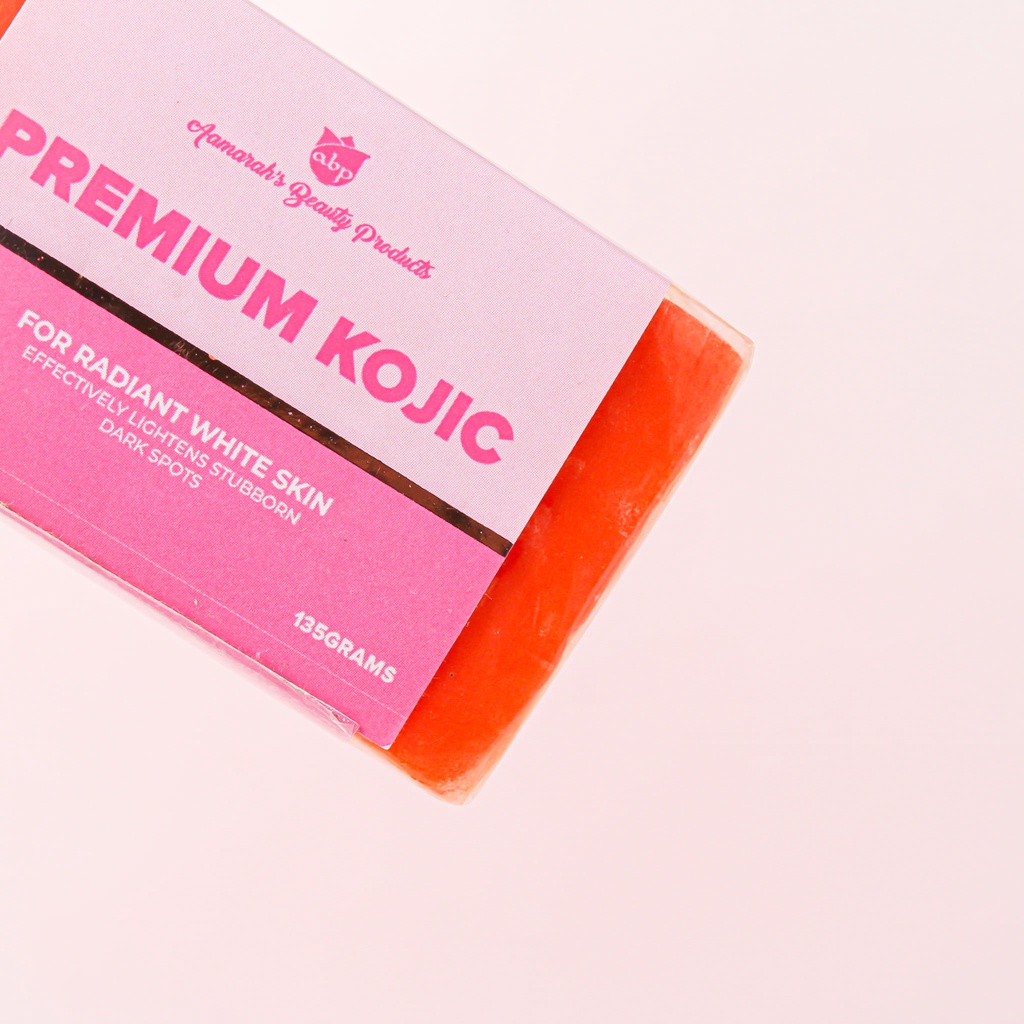 abp
Aamarah's Beauty Products
PREMIUM KOJIC
FOR RADIANT WHITE SKIN
EFFECTIVELY LIGHTENS STUBBORN
DARK SPOTS
135GRAMS